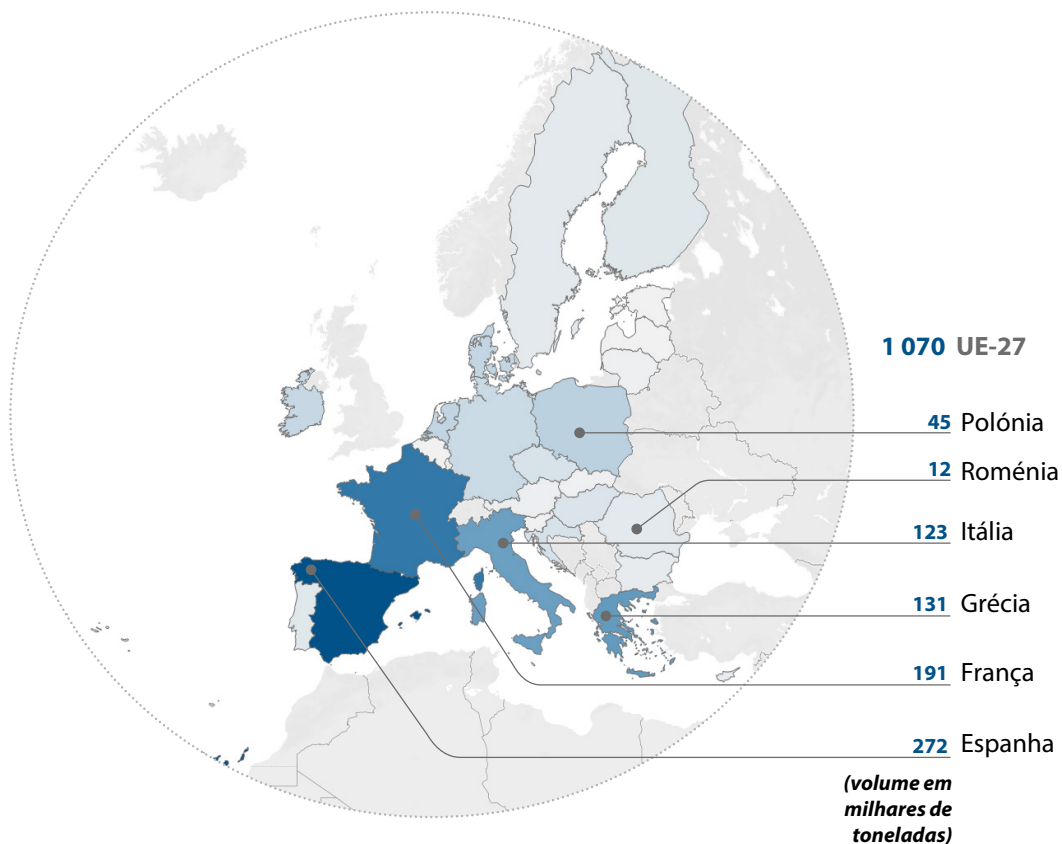 1 070 UE-27
45 Polónia
12 Roménia
123 Itália
131 Grécia
191 França
272 Espanha
(volume em
milhares de
toneladas)